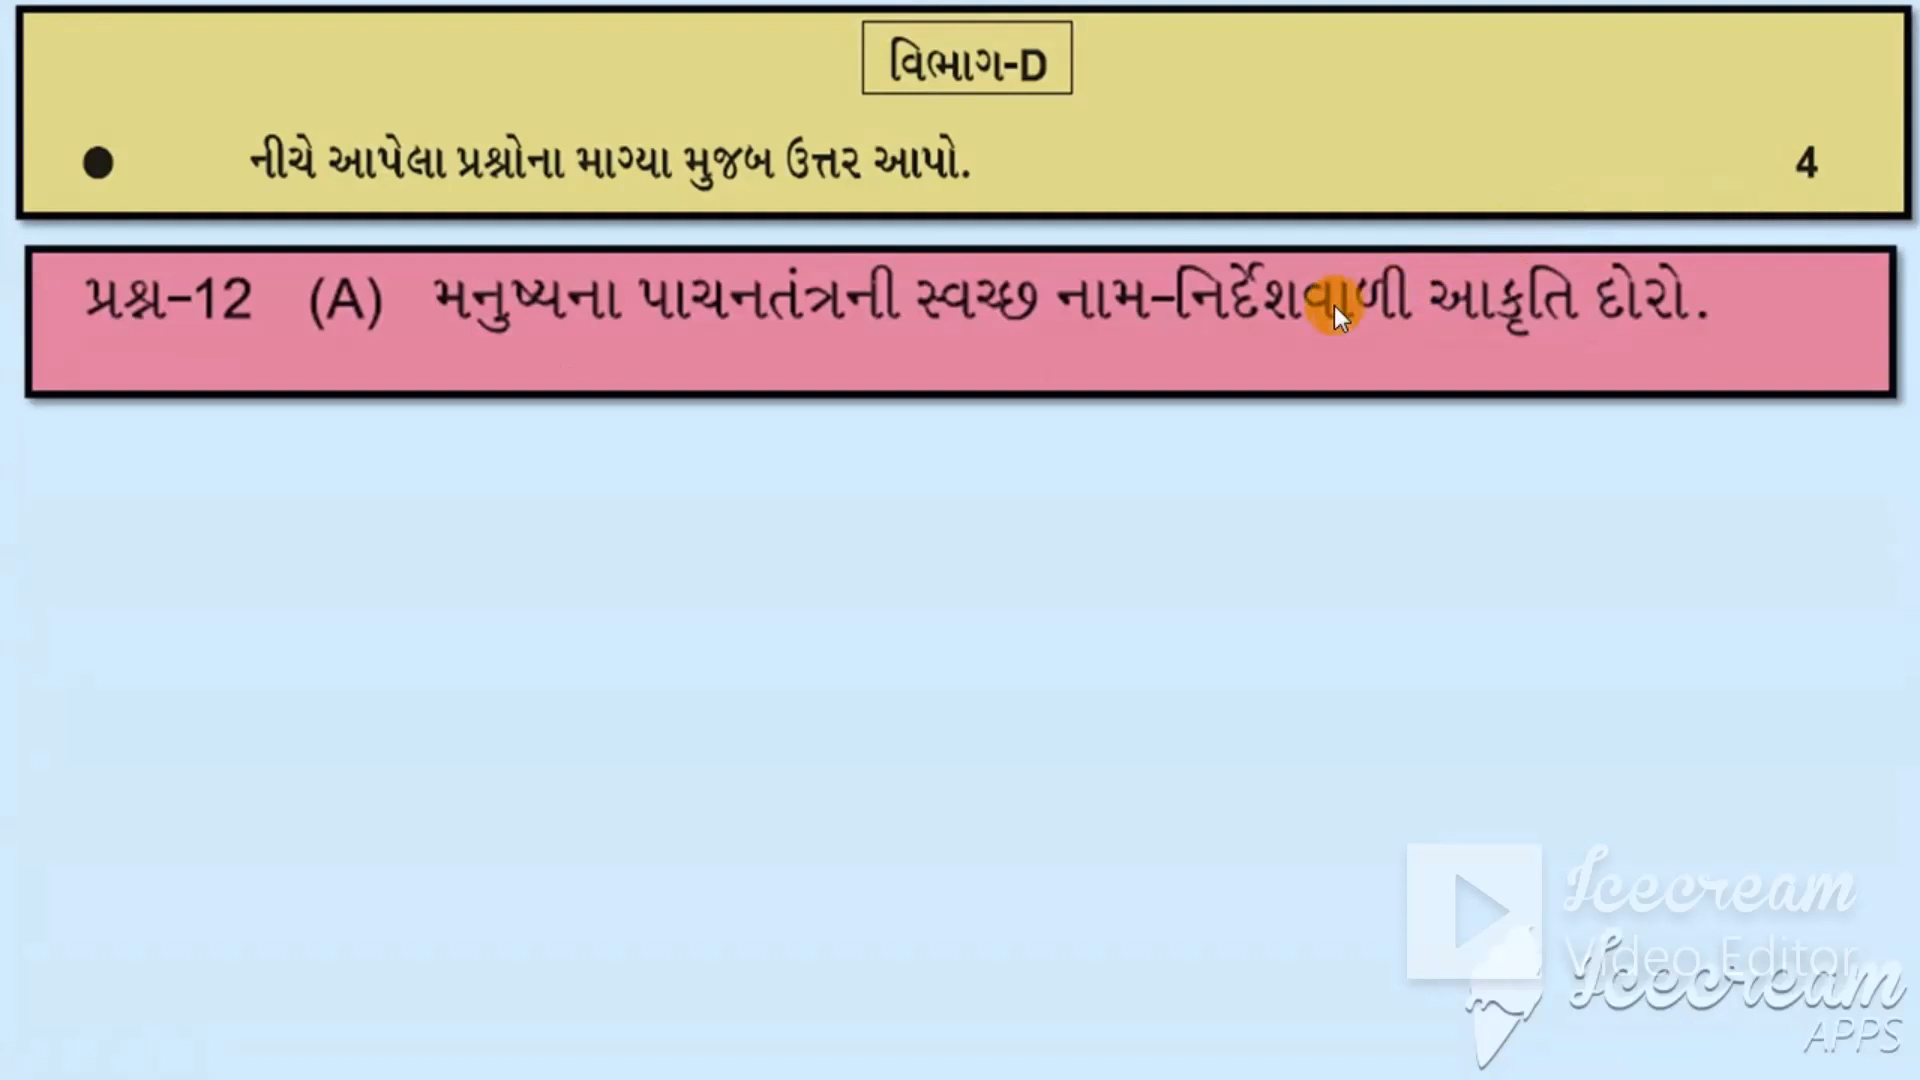 વિભાગ-D
● નીચે આપેલા પ્રશ્નોના માગ્યા મુજબ ઉત્તર આપો. 4
પ્રશ્ન-12 (A) મનુષ્યના પાચનતંત્રની સ્વચ્છ નામ-નિર્દેશવાળી આકૃતિ દોરો.
Icecream
Video Editor
Icecream
APPS